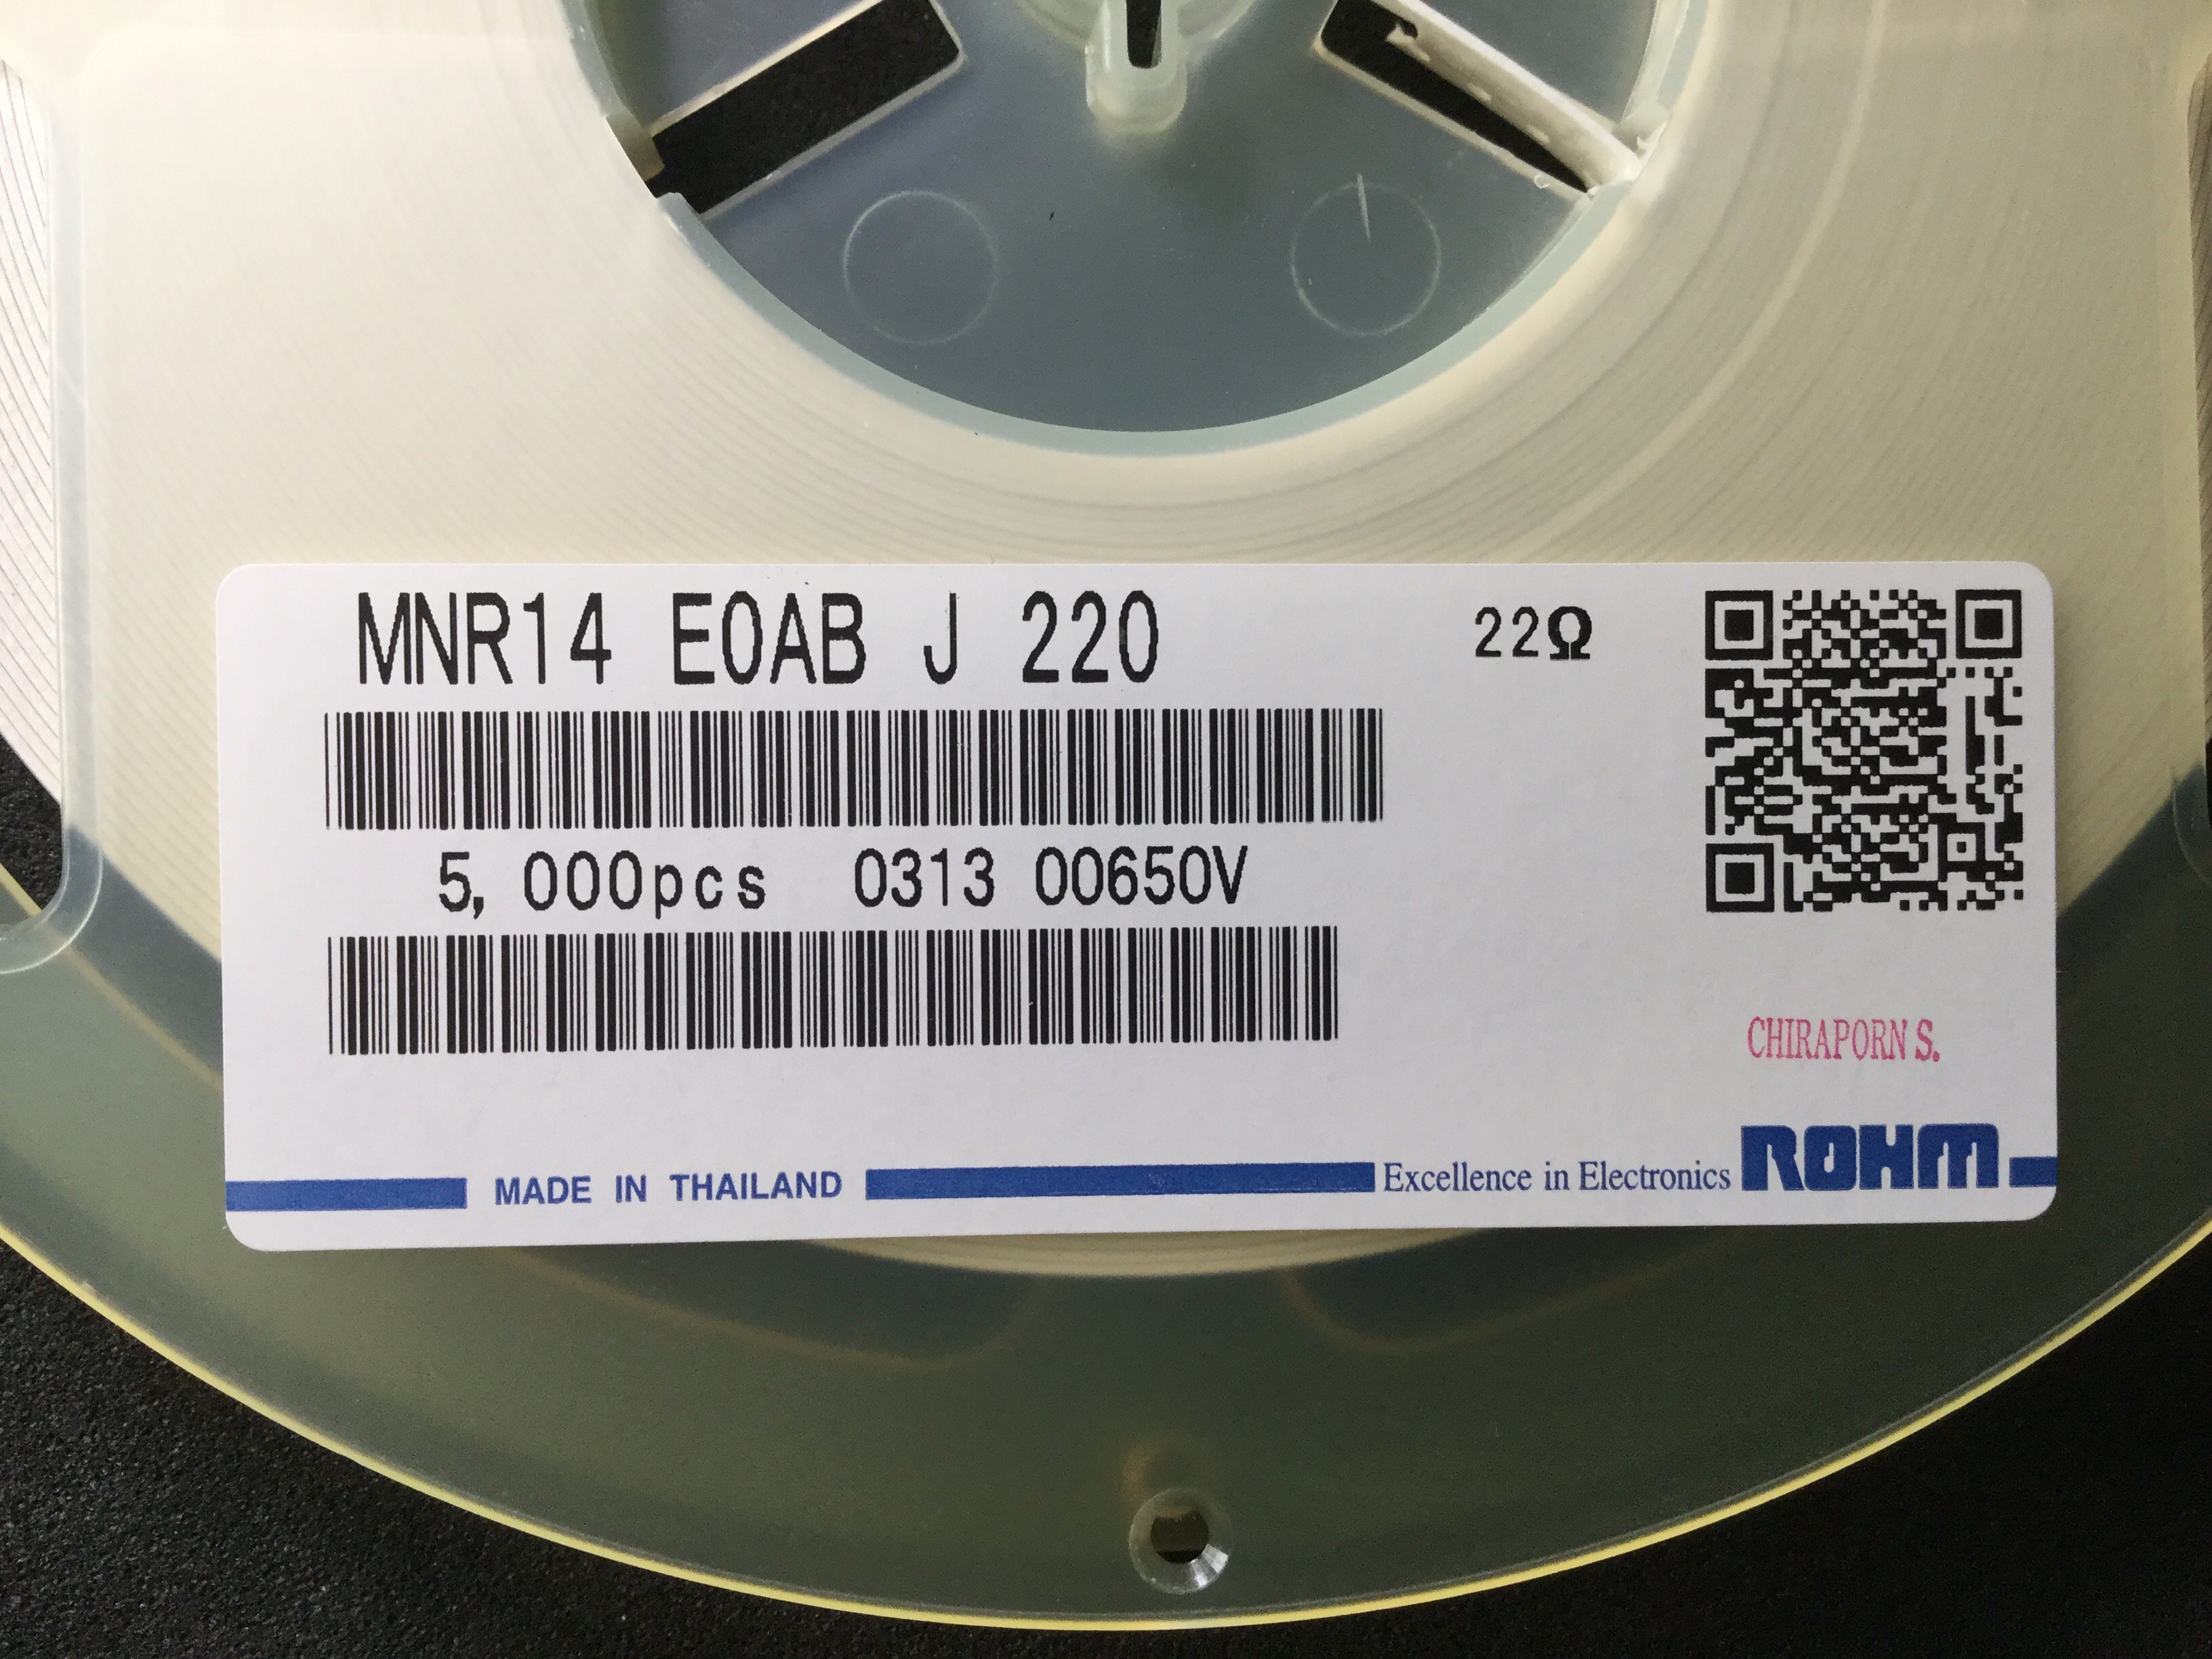 MNR14 E0AB J 220 22Ω
5,000pcs 0313 00650V
CHIRAPORN S.
MADE IN THAILAND Excellence in Electronics ROHM